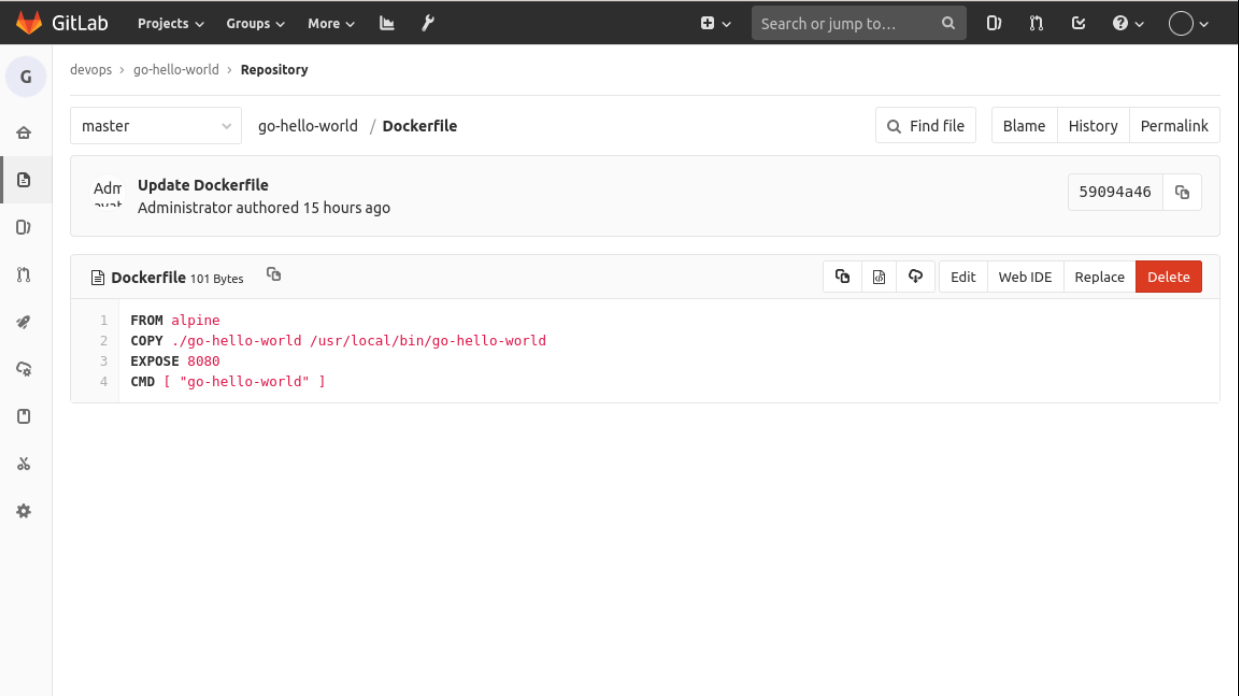 GitLab Projects Groups More Search or jump to...
G devops › go-hello-world › Repository
master go-hello-world / Dockerfile Find file Blame History Permalink
Adm Update Dockerfile 59094a46
Administrator authored 15 hours ago
Dockerfile 101 Bytes Edit Web IDE Replace Delete
1 FROM alpine
2 COPY ./go-hello-world /usr/local/bin/go-hello-world
3 EXPOSE 8080
4 CMD [ "go-hello-world" ]